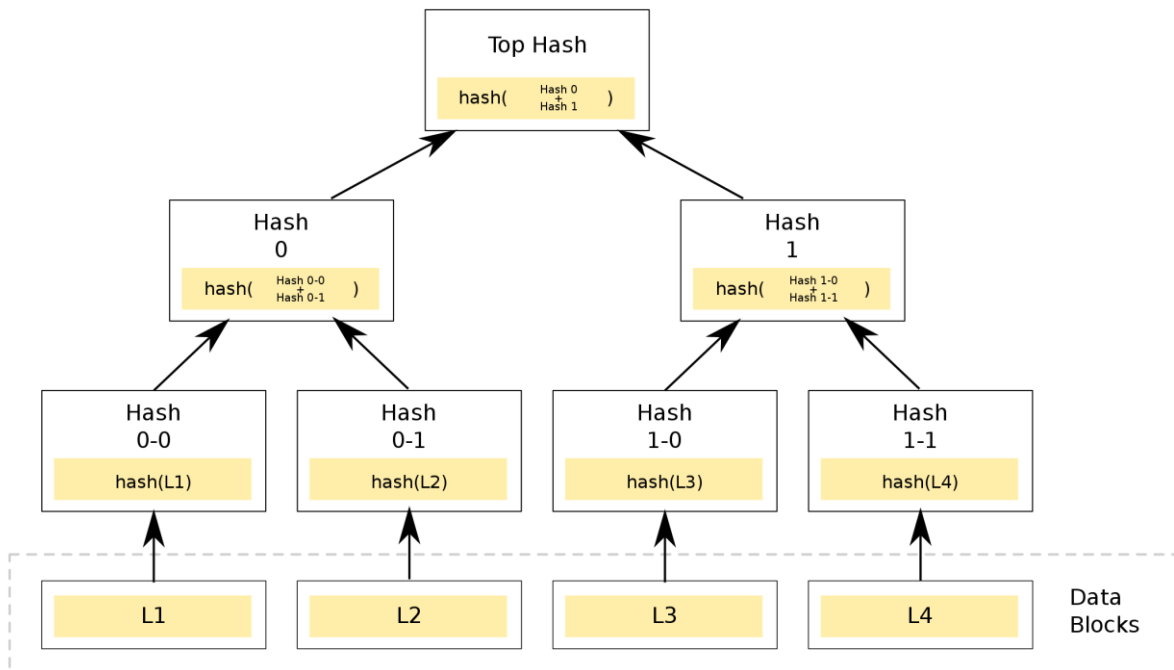 Top Hash
hash( Hash 0 + Hash 1 )
Hash
0
hash( Hash 0-0 + Hash 0-1 )
Hash
1
hash( Hash 1-0 + Hash 1-1 )
Hash
0-0
hash(L1)
Hash
0-1
hash(L2)
Hash
1-0
hash(L3)
Hash
1-1
hash(L4)
L1
L2
L3
L4
Data
Blocks